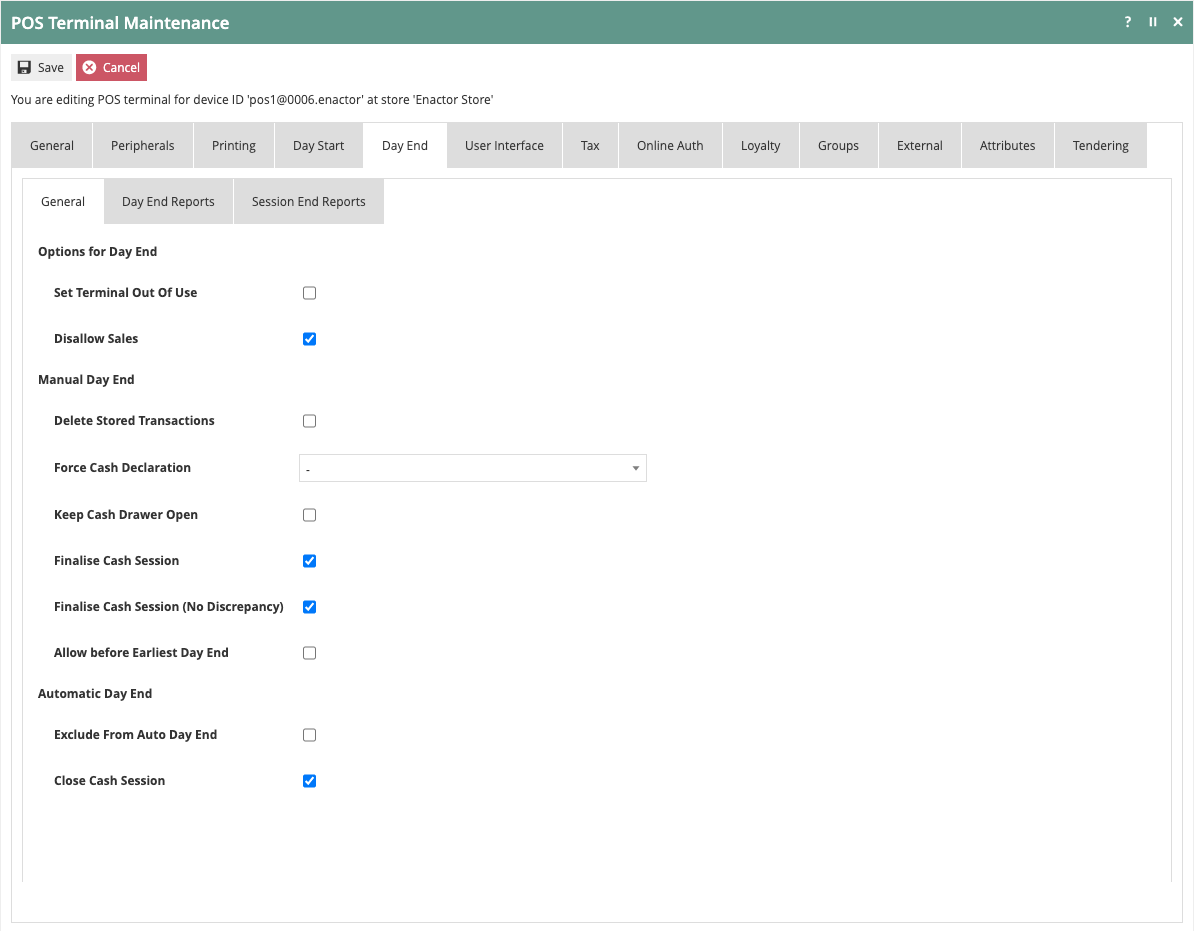 POS Terminal Maintenance ?
Save Cancel
You are editing POS terminal for device ID 'pos1@0006.enactor' at store 'Enactor Store'
General Peripherals Printing Day Start Day End User Interface Tax Online Auth Loyalty Groups External Attributes Tendering
General Day End Reports Session End Reports
Options for Day End
Set Terminal Out Of Use
Disallow Sales
Manual Day End
Delete Stored Transactions
Force Cash Declaration -
Keep Cash Drawer Open
Finalise Cash Session
Finalise Cash Session (No Discrepancy)
Allow before Earliest Day End
Automatic Day End
Exclude From Auto Day End
Close Cash Session